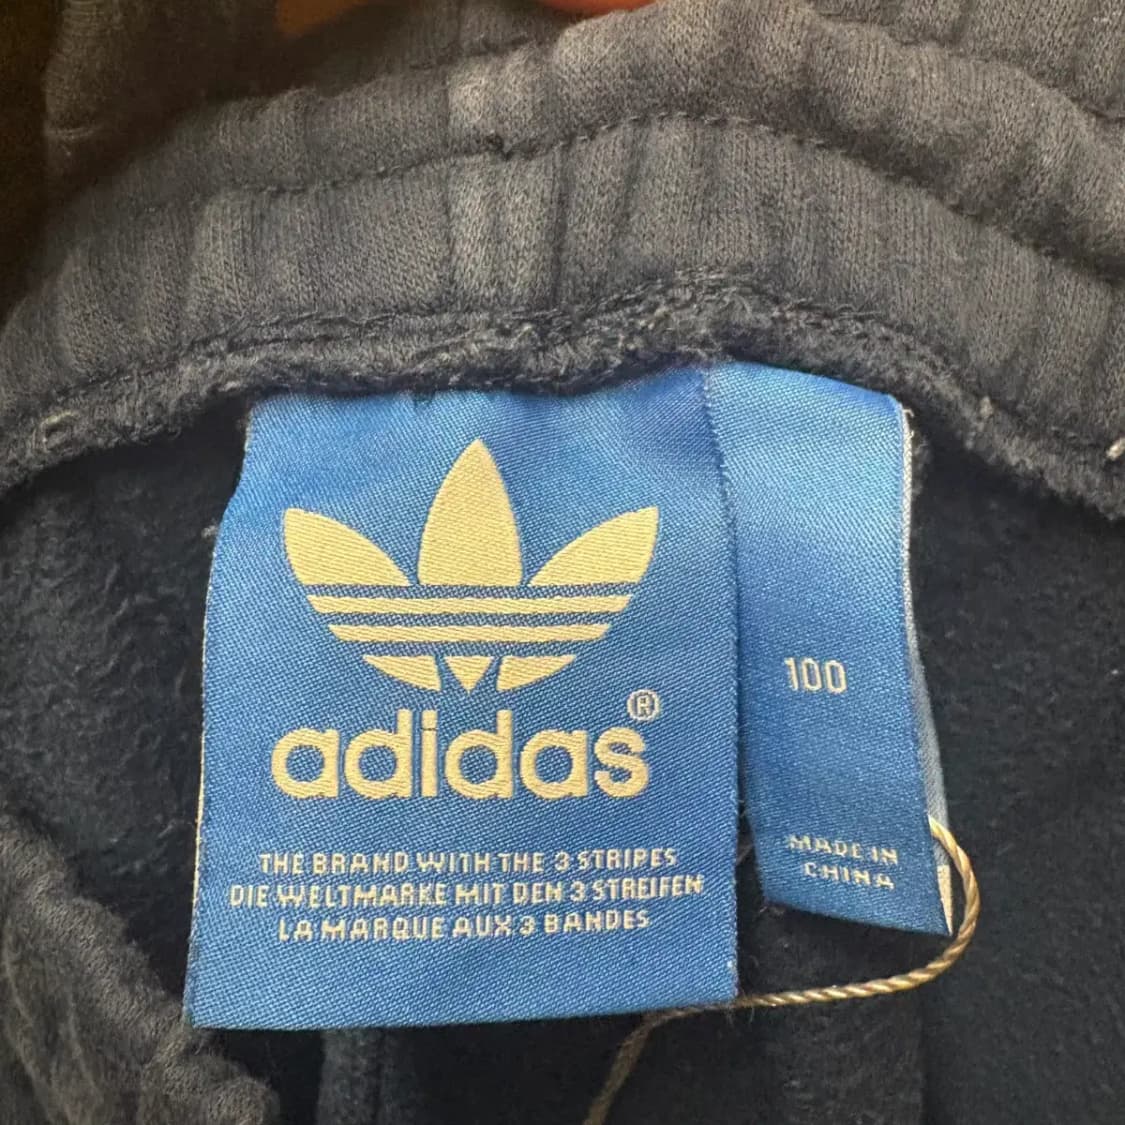 adidas®
THE BRAND WITH THE 3 STRIPES
DIE WELTMARKE MIT DEN 3 STREIFEN
LA MARQUE AUX 3 BANDES
100
MADE IN
CHINA